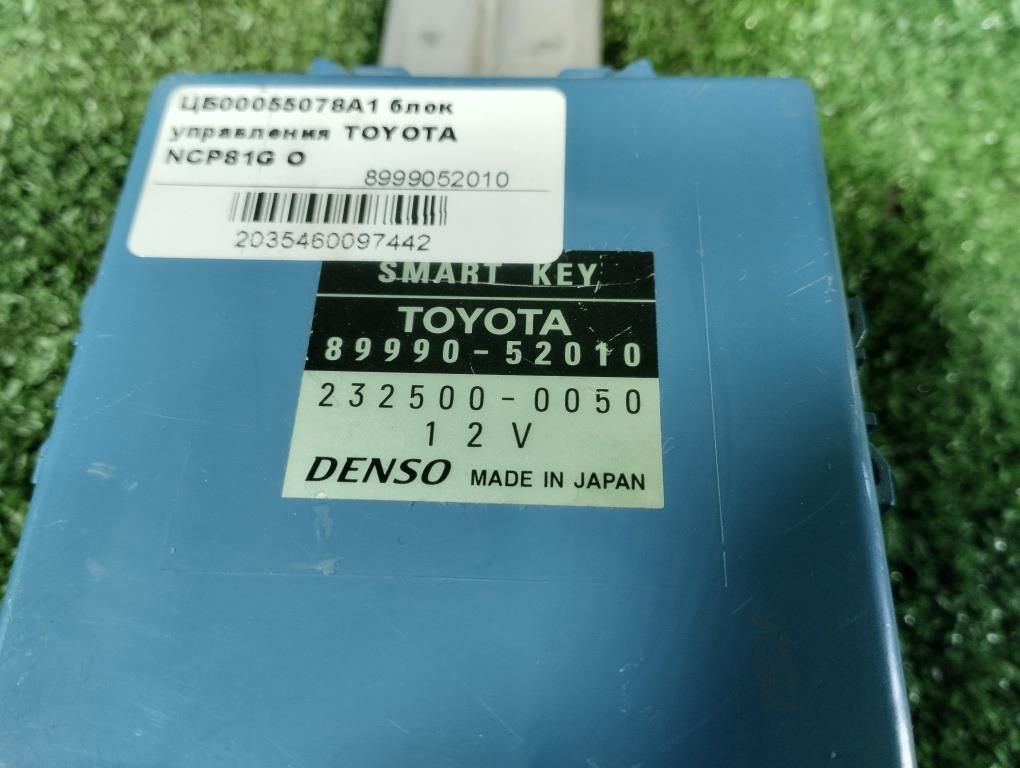 ЦБ00055078А1 блок
управления TOYOTA
NCP81G O
8999052010
2035460097442
SMART KEY
TOYOTA
89990-52010
232500-0050
12V
DENSO MADE IN JAPAN